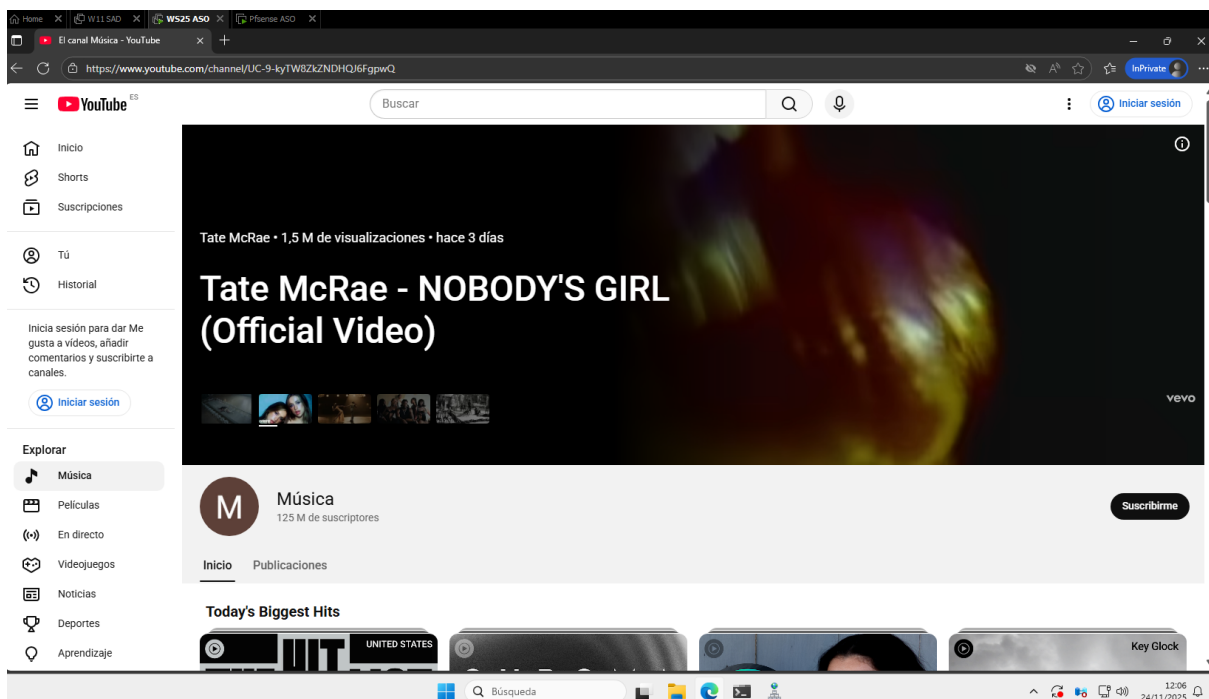 Home
W11 SAD
WS25 ASO
Pfsense ASO
El canal Música - YouTube
https://www.youtube.com/channel/UC-9-kyTW8ZkZNDHQJ6FgpwQ
InPrivate
YouTube ES
Buscar
Iniciar sesión
Inicio
Shorts
Suscripciones
Tú
Historial
Inicia sesión para dar Me
gusta a vídeos, añadir
comentarios y suscribirte a
canales.
Iniciar sesión
Explorar
Música
Películas
En directo
Videojuegos
Noticias
Deportes
Aprendizaje
Tate McRae • 1,5 M de visualizaciones • hace 3 días
Tate McRae - NOBODY'S GIRL
(Official Video)
vevo
M
Música
125 M de suscriptores
Suscribirme
Inicio
Publicaciones
Today's Biggest Hits
UNITED STATES
Key Glock
Búsqueda
12:06
24/11/2025